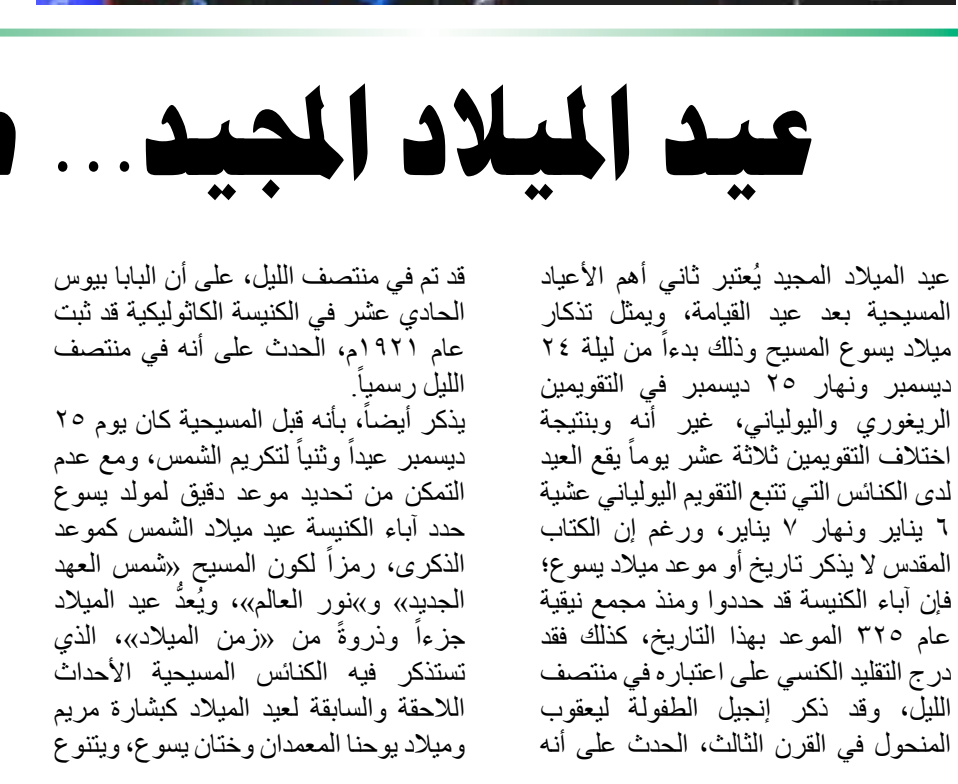 عيد الميلاد المجيد...
عيد الميلاد المجيد يُعتبر ثاني أهم الأعياد
المسيحية بعد عيد القيامة، ويمثل تذكار
ميلاد يسوع المسيح وذلك بدءاً من ليلة ٢٤
ديسمبر ونهار ٢٥ ديسمبر في التقويمين
الريغوري واليولياني، غير أنه وبنتيجة
اختلاف التقويمين ثلاثة عشر يوماً يقع العيد
لدى الكنائس التي تتبع التقويم اليولياني عشية
٦ يناير ونهار ٧ يناير، ورغم إن الكتاب
المقدس لا يذكر تاريخ أو موعد ميلاد يسوع؛
فإن آباء الكنيسة قد حددوا ومنذ مجمع نيقية
عام ٣٢٥ الموعد بهذا التاريخ، كذلك فقد
درج التقليد الكنسي على اعتباره في منتصف
الليل، وقد ذكر إنجيل الطفولة ليعقوب
المنحول في القرن الثالث، الحدث على أنه
قد تم في منتصف الليل، على أن البابا بيوس
الحادي عشر في الكنيسة الكاثوليكية قد ثبت
عام ١٩٢١م، الحدث على أنه في منتصف
الليل رسمياً.
يذكر أيضاً، بأنه قبل المسيحية كان يوم ٢٥
ديسمبر عيداً وثنياً لتكريم الشمس، ومع عدم
التمكن من تحديد موعد دقيق لمولد يسوع
حدد آباء الكنيسة عيد ميلاد الشمس كموعد
الذكرى، رمزاً لكون المسيح «شمس العهد
الجديد» و»نور العالم»، ويُعدُّ عيد الميلاد
جزءاً وذروةً من «زمن الميلاد»، الذي
تستذكر فيه الكنائس المسيحية الأحداث
اللاحقة والسابقة لعيد الميلاد كبشارة مريم
وميلاد يوحنا المعمدان وختان يسوع، ويتنوع